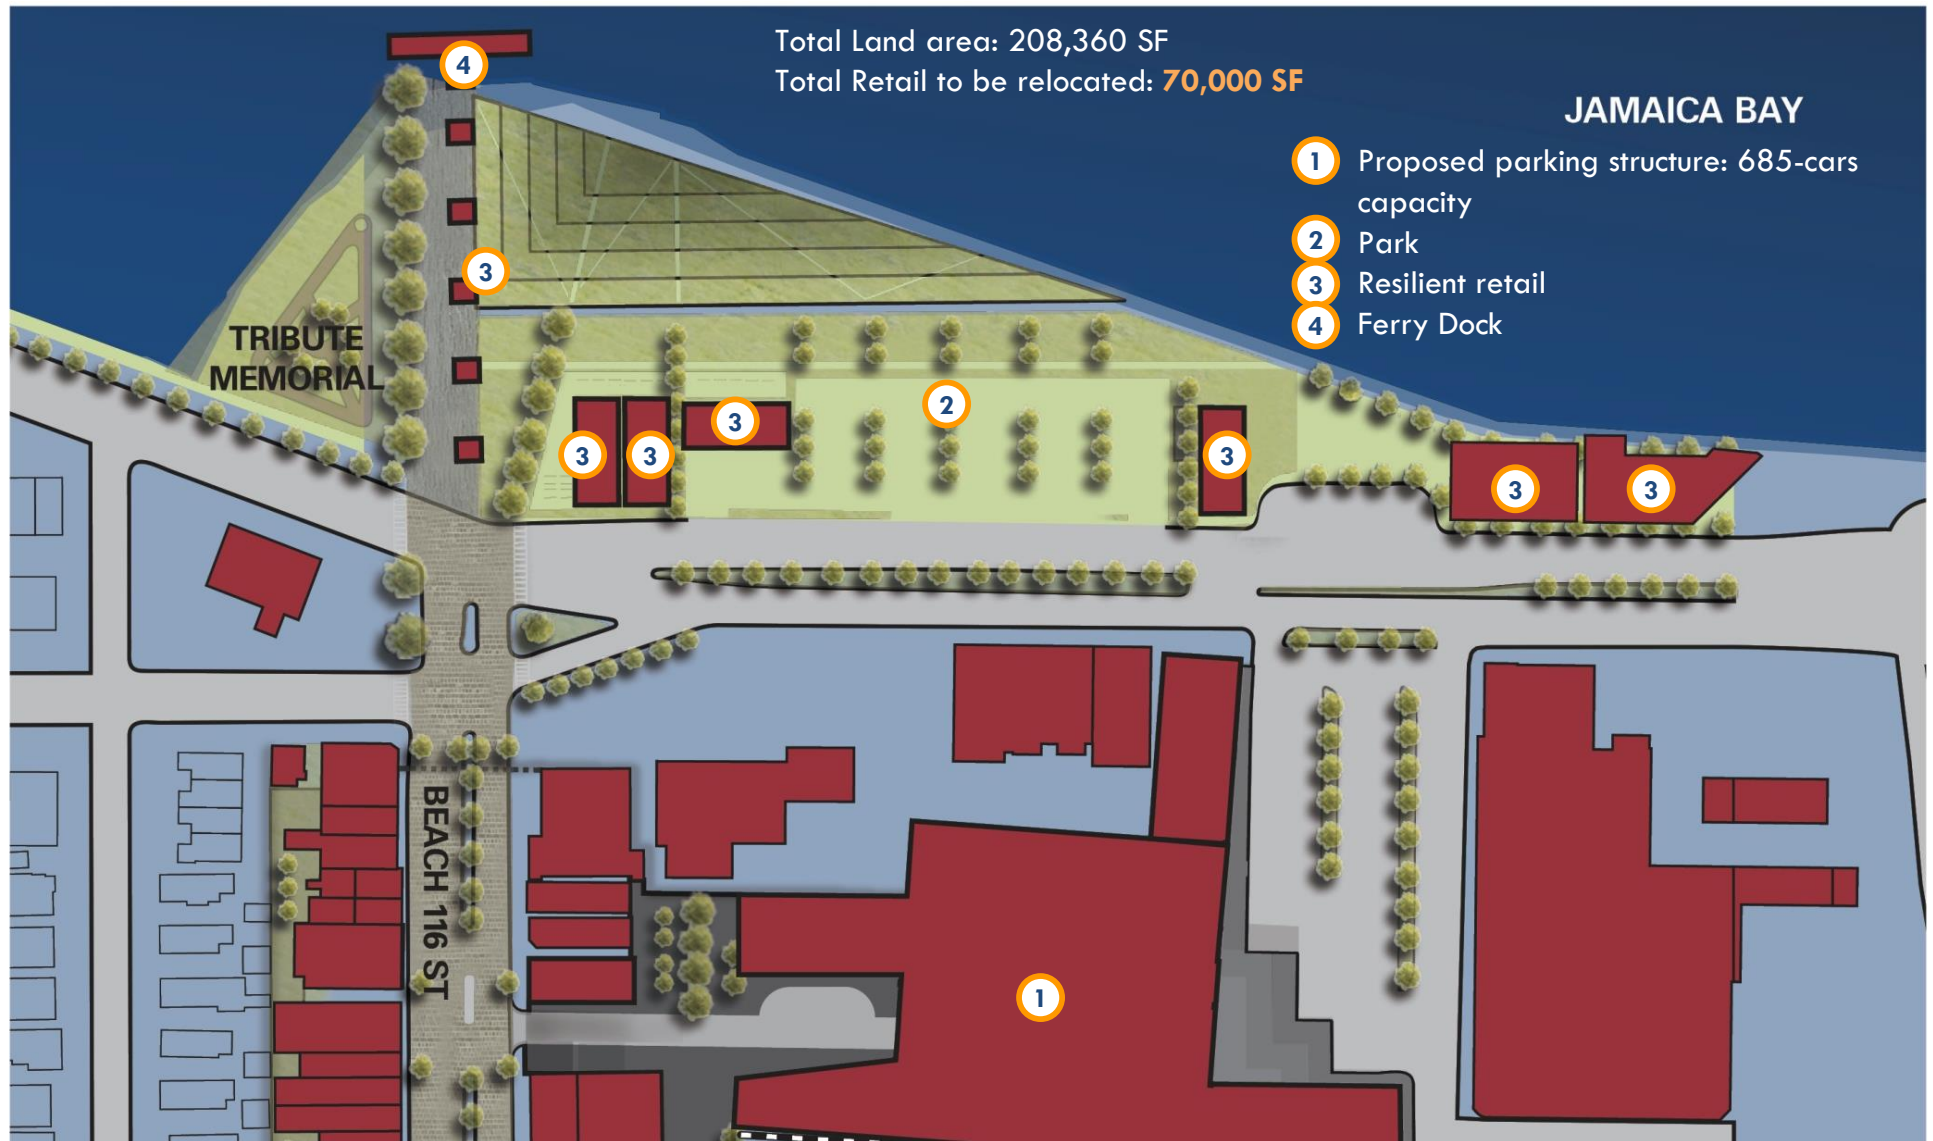 Total Land area: 208,360 SF
Total Retail to be relocated: 70,000 SF
JAMAICA BAY
1 Proposed parking structure: 685-cars
capacity
2 Park
3 Resilient retail
4 Ferry Dock
4
3
TRIBUTE
MEMORIAL
2
3
3
3
3
3
3
BEACH 116 ST
1